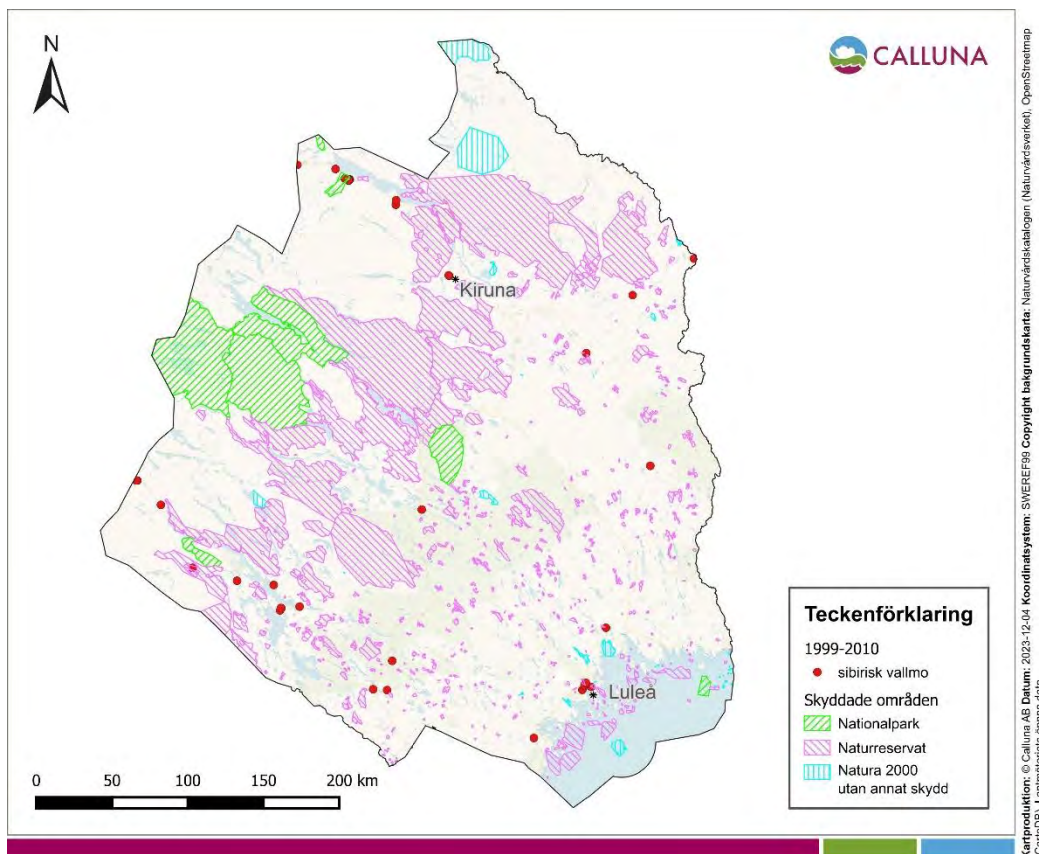 N
CALLUNA
Kiruna
Luleå
Teckenförklaring
1999-2010
sibirisk vallmo
Skyddade områden
Nationalpark
Naturreservat
Natura 2000
utan annat skydd
0 50 100 150 200 km
Kartproduktion: © Calluna AB Datum: 2023-12-04 Koordinatsystem: SWEREF99 Copyright bakgrundskarta: Naturvårdskatalogen (Naturvårdsverket), OpenStreetmap